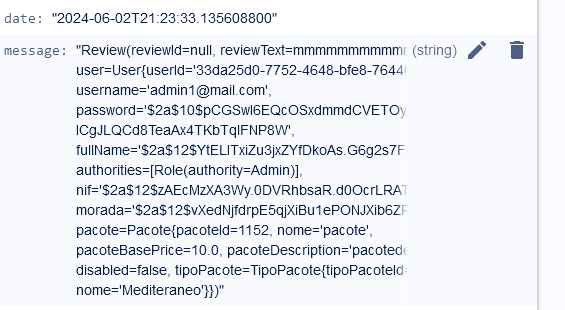 date: "2024-06-02T21:23:33.135608800"
message: "Review(reviewId=null, reviewText=mmmmmmmmmmm (string)
user=User{userId='33da25d0-7752-4648-bfe8-7644
username='admin1@mail.com',
password='$2a$10$pCGSwl6EQcOSxdmmdCVETOy
lCgJLQCd8TeaAx4TKbTqlFNP8W',
fullName='$2a$12$YtELlTxiZu3jxZYfDkoAs.G6g2s7F
authorities=[Role(authority=Admin)],
nif='$2a$12$zAEcMzXA3Wy.0DVRhbsaR.d0OcrLRAT
morada='$2a$12$vXedNjfdrpE5qjXiBu1ePONJXib6ZF
pacote=Pacote{pacoteId=1152, nome='pacote',
pacoteBasePrice=10.0, pacoteDescription='pacotede
disabled=false, tipoPacote=TipoPacote{tipoPacoteId=
nome='Mediteraneo'}})"